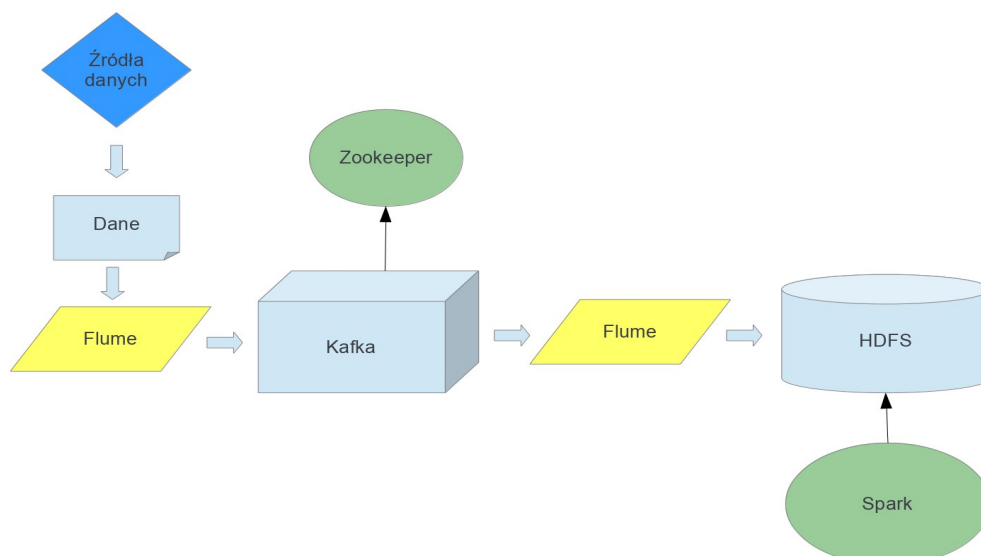 Źródła
danych
Zookeeper
Dane
Flume
Kafka
Flume
HDFS
Spark